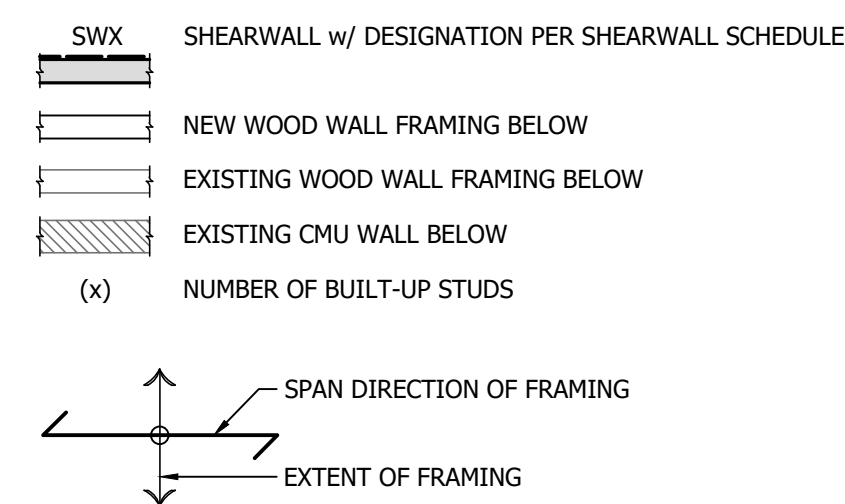 SWX SHEARWALL w/ DESIGNATION PER SHEARWALL SCHEDULE
NEW WOOD WALL FRAMING BELOW
EXISTING WOOD WALL FRAMING BELOW
EXISTING CMU WALL BELOW
(x) NUMBER OF BUILT-UP STUDS
SPAN DIRECTION OF FRAMING
EXTENT OF FRAMING